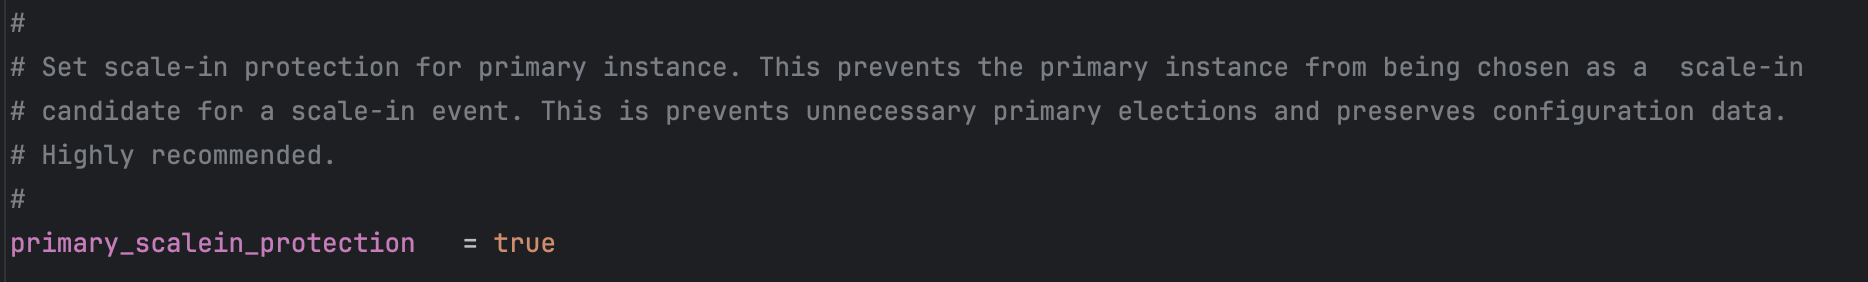 #
# Set scale-in protection for primary instance. This prevents the primary instance from being chosen as a  scale-in
# candidate for a scale-in event. This is prevents unnecessary primary elections and preserves configuration data.
# Highly recommended.
#
primary_scalein_protection   = true